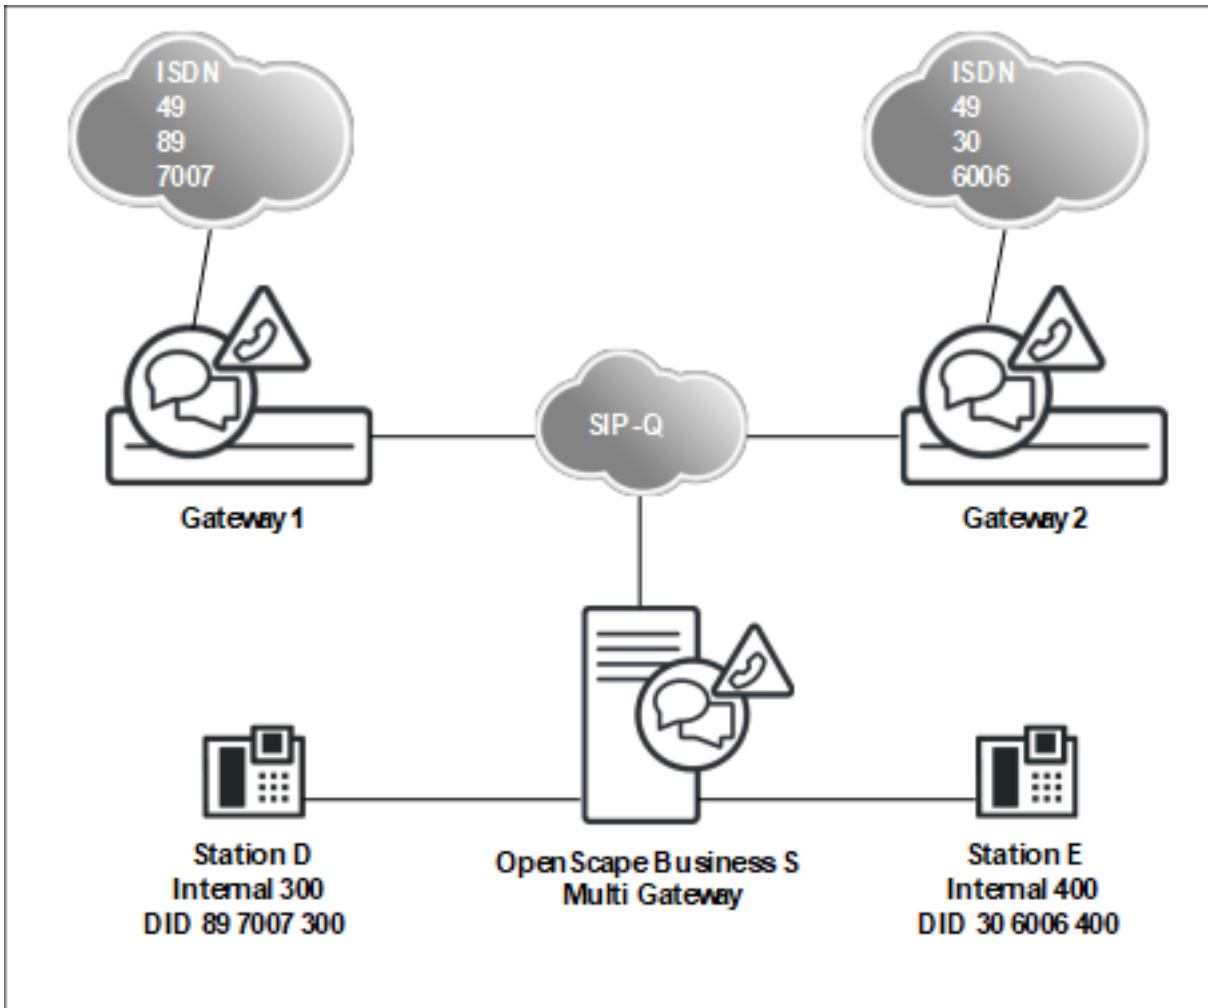 ISDN
49
89
7007
ISDN
49
30
6006
SIP-Q
Gateway 1
Gateway 2
Station D
Internal 300
DID 89 7007 300
OpenScape Business S
Multi Gateway
Station E
Internal 400
DID 30 6006 400